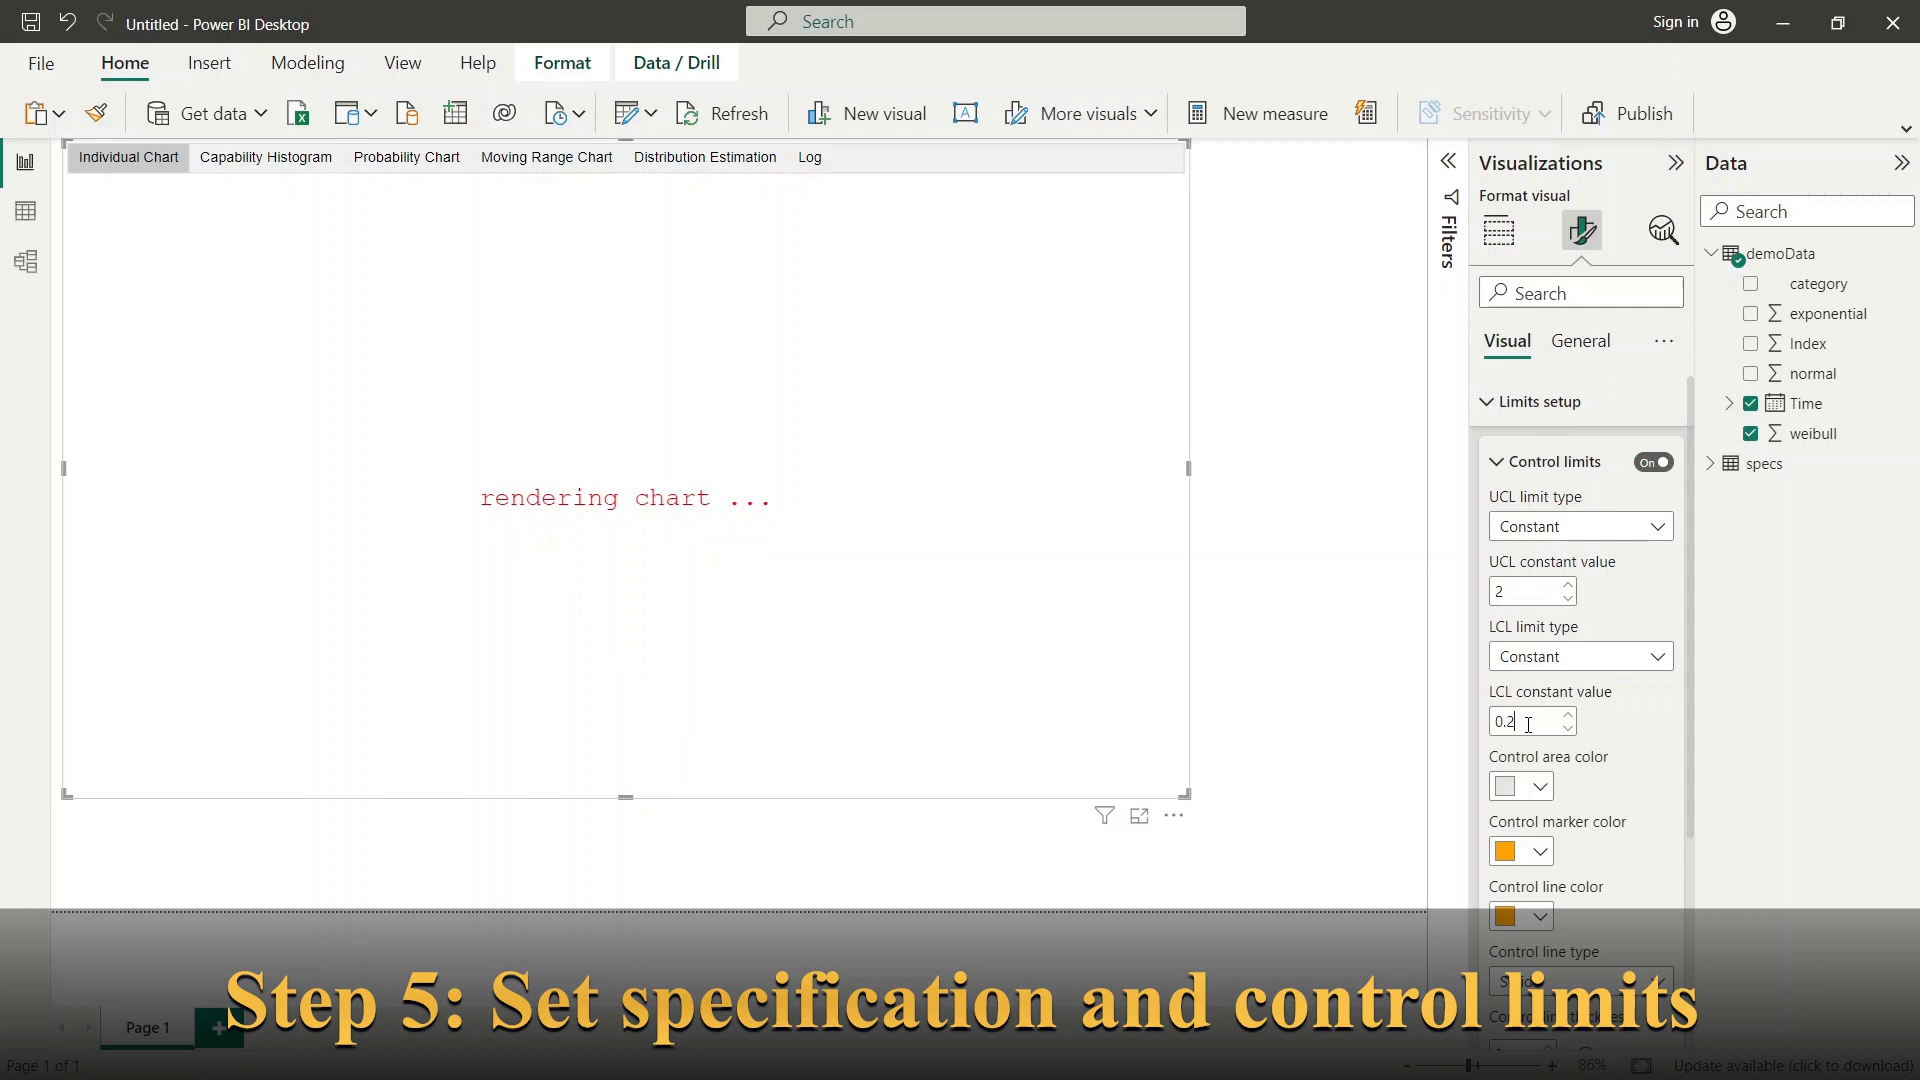 Untitled - Power BI Desktop
Search
Sign in
File
Home
Insert
Modeling
View
Help
Format
Data / Drill
Get data
Refresh
New visual
More visuals
New measure
Sensitivity
Publish
Individual Chart
Capability Histogram
Probability Chart
Moving Range Chart
Distribution Estimation
Log
rendering chart ...
Filters
Visualizations
Format visual
Search
Visual
General
Limits setup
Control limits
On
UCL limit type
Constant
UCL constant value
2
LCL limit type
Constant
LCL constant value
0.2
Control area color
Control marker color
Control line color
Control line type
Data
Search
demoData
category
exponential
Index
normal
Time
weibull
specs
Step 5: Set specification and control limits
Page 1
Page 1 of 1
86%
Update available (click to download)